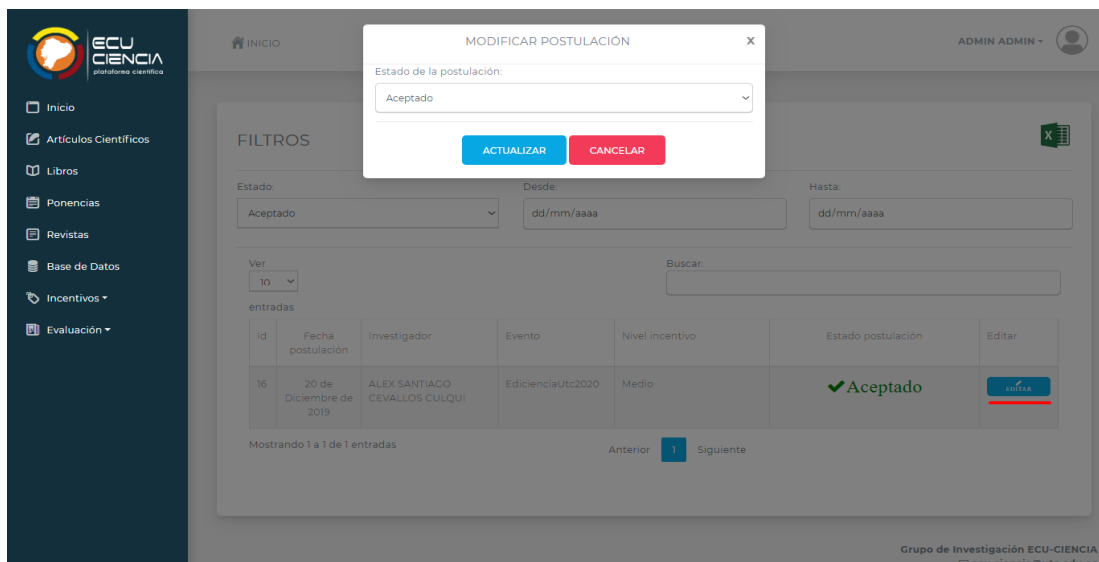 ECU
CIENCIA
plataforma científica
Inicio
Artículos Científicos
Libros
Ponencias
Revistas
Base de Datos
Incentivos
Evaluación
INICIO
ADMIN ADMIN
MODIFICAR POSTULACIÓN
X
Estado de la postulación:
Aceptado
ACTUALIZAR
CANCELAR
FILTROS
Estado:
Desde:
Hasta:
Aceptado
dd/mm/aaaa
dd/mm/aaaa
Ver
10
entradas
Buscar:
Id
Fecha
postulación
Investigador
Evento
Nivel incentivo
Estado postulación
Editar
16
20 de
Diciembre de
2019
ALEX SANTIAGO
CEVALLOS CULQUI
EdicienciaUtc2020
Medio
Aceptado
EDITAR
Mostrando 1 a 1 de 1 entradas
Anterior
1
Siguiente
Grupo de Investigación ECU-CIENCIA